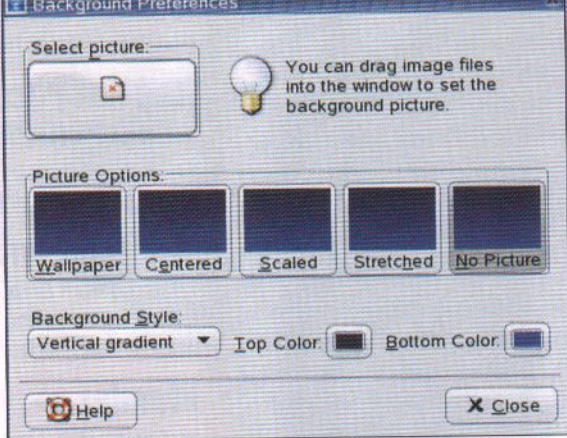 Background Preferences
Select picture:
You can drag image files
into the window to set the
background picture.
Picture Options:
Wallpaper
Centered
Scaled
Stretched
No Picture
Background Style:
Vertical gradient
Top Color:
Bottom Color:
Help
Close